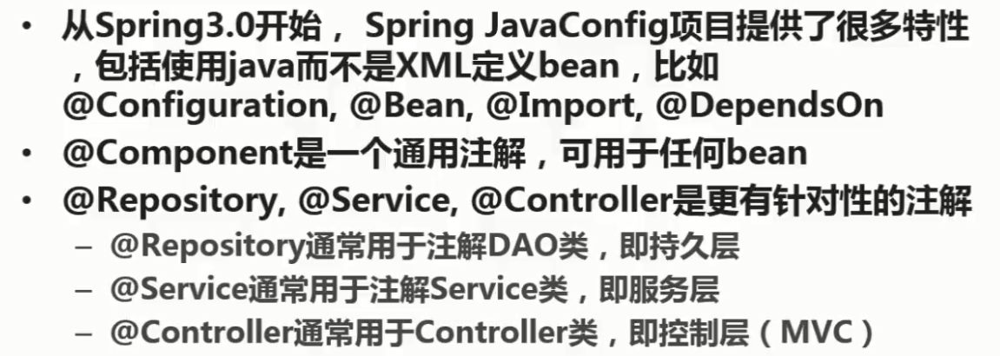 • 从Spring3.0开始， Spring JavaConfig项目提供了很多特性
，包括使用java而不是XML定义bean，比如
@Configuration, @Bean, @Import, @DependsOn
• @Component是一个通用注解，可用于任何bean
• @Repository, @Service, @Controller是更有针对性的注解
– @Repository通常用于注解DAO类，即持久层
– @Service通常用于注解Service类，即服务层
– @Controller通常用于Controller类，即控制层（MVC）